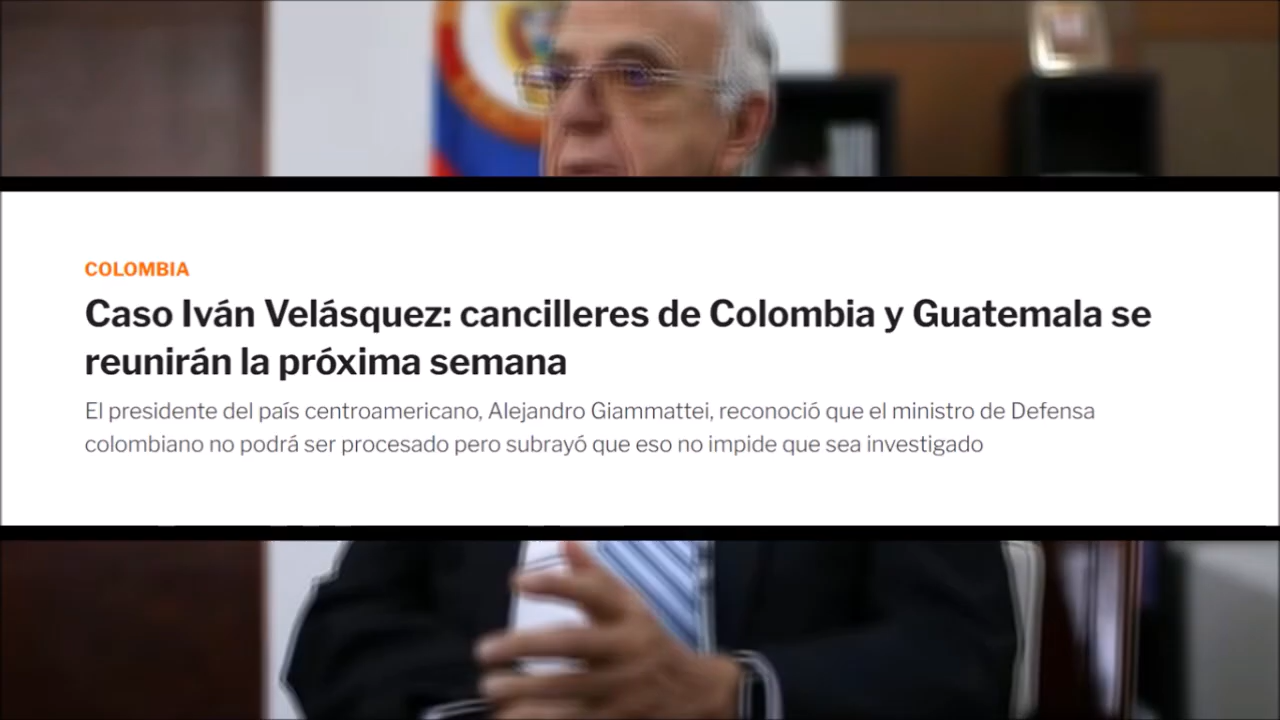 COLOMBIA
Caso Iván Velásquez: cancilleres de Colombia y Guatemala se
reunirán la próxima semana
El presidente del país centroamericano, Alejandro Giammattei, reconoció que el ministro de Defensa
colombiano no podrá ser procesado pero subrayó que eso no impide que sea investigado